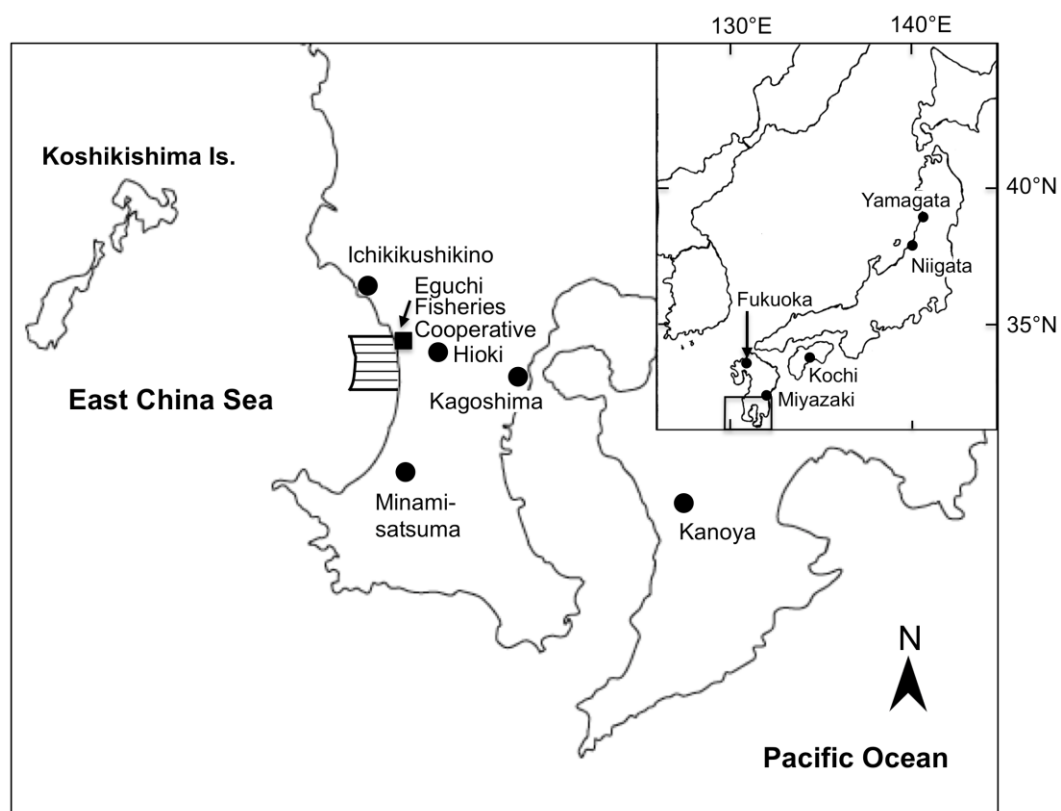 130°E
140°E
Koshikishima Is.
40°N
Yamagata
Niigata
Ichikikushikino
Eguchi
Fisheries
Cooperative
Hioki
Fukuoka
35°N
Kochi
Miyazaki
East China Sea
Kagoshima
Minami-
satsuma
Kanoya
N
Pacific Ocean